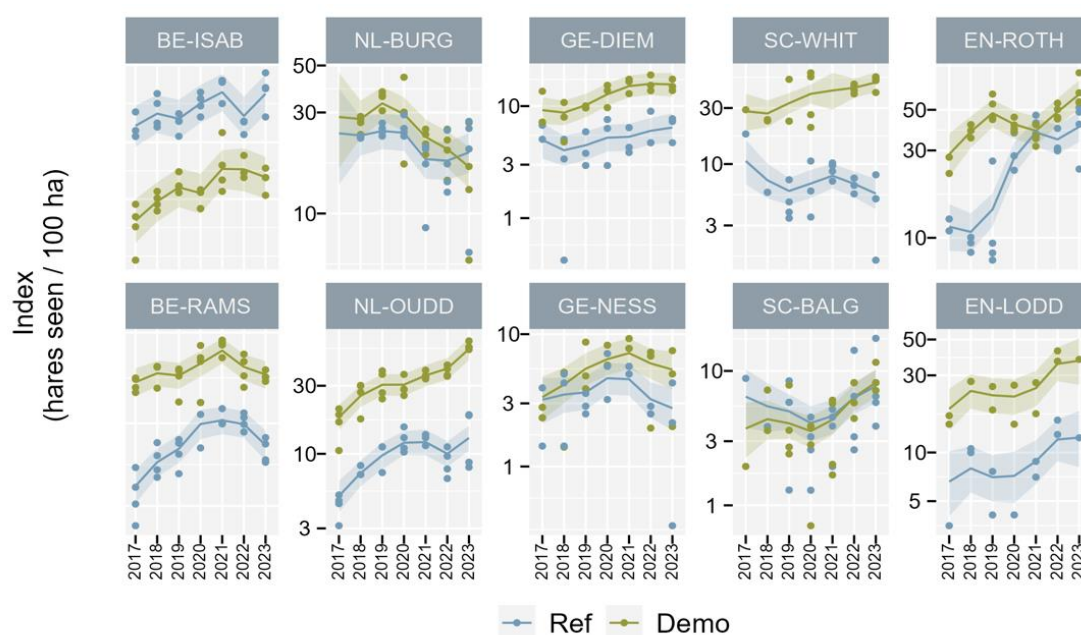 BE-ISAB NL-BURG GE-DIEM SC-WHIT EN-ROTH
50
30
10
10
3
1
30
10
3
50
30
10
Index
(hares seen / 100 ha)
BE-RAMS NL-OUDD GE-NESS SC-BALG EN-LODD
30
10
3
10
3
1
10
3
1
50
30
10
5
2017 2018 2019 2020 2021 2022 2023
2017 2018 2019 2020 2021 2022 2023
2017 2018 2019 2020 2021 2022 2023
2017 2018 2019 2020 2021 2022 2023
2017 2018 2019 2020 2021 2022 2023
Ref Demo